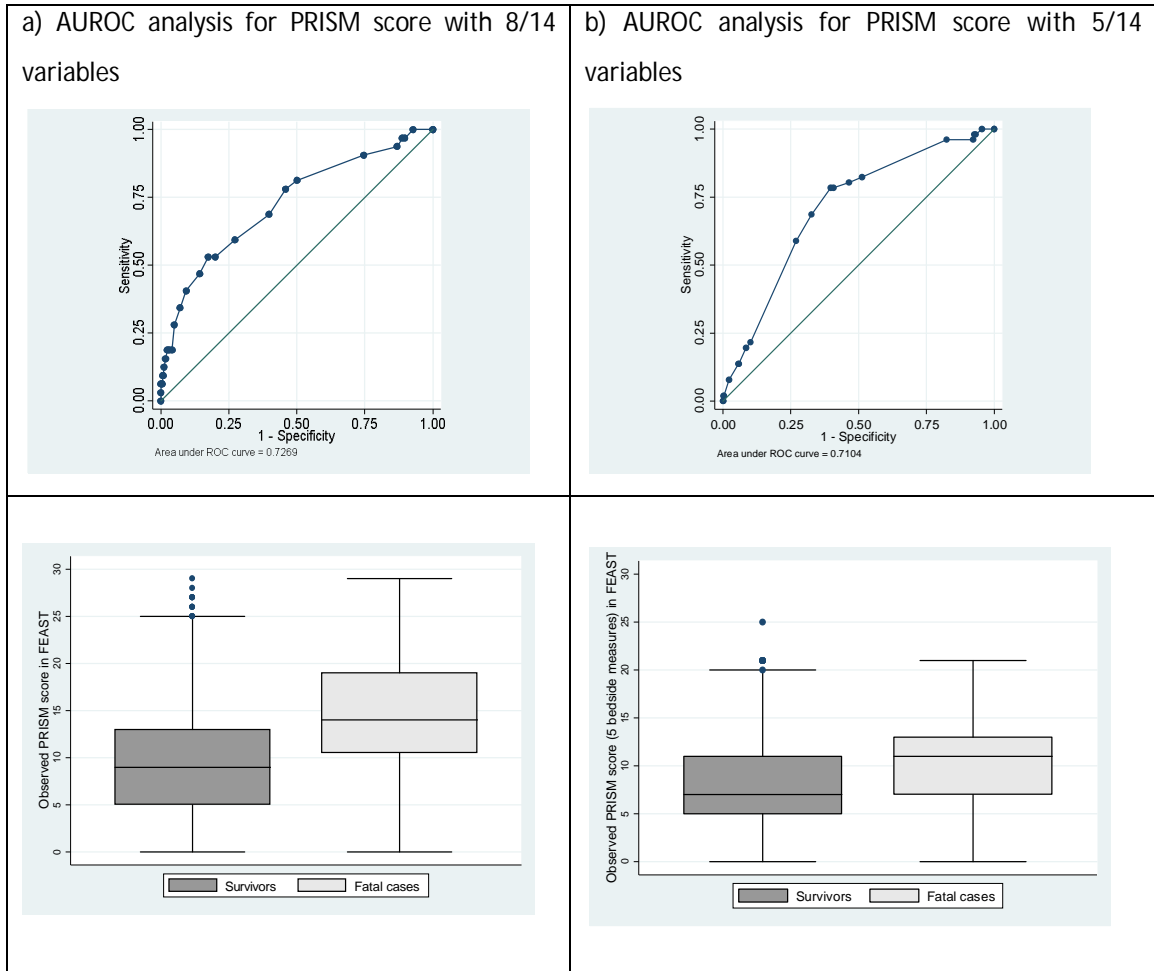 a) AUROC analysis for PRISM score with 8/14
variables
b) AUROC analysis for PRISM score with 5/14
variables
Sensitivity
1.00
0.75
0.50
0.25
0.00
0.00 0.25 0.50 0.75 1.00
1 - Specificity
Area under ROC curve = 0.7269
Sensitivity
1.00
0.75
0.50
0.25
0.00
0.00 0.25 0.50 0.75 1.00
1 - Specificity
Area under ROC curve = 0.7104
Observed PRISM score in FEAST
30
25
20
15
10
5
0
Survivors Fatal cases
Observed PRISM score (5 bedside measures) in FEAST
30
25
20
15
10
5
0
Survivors Fatal cases